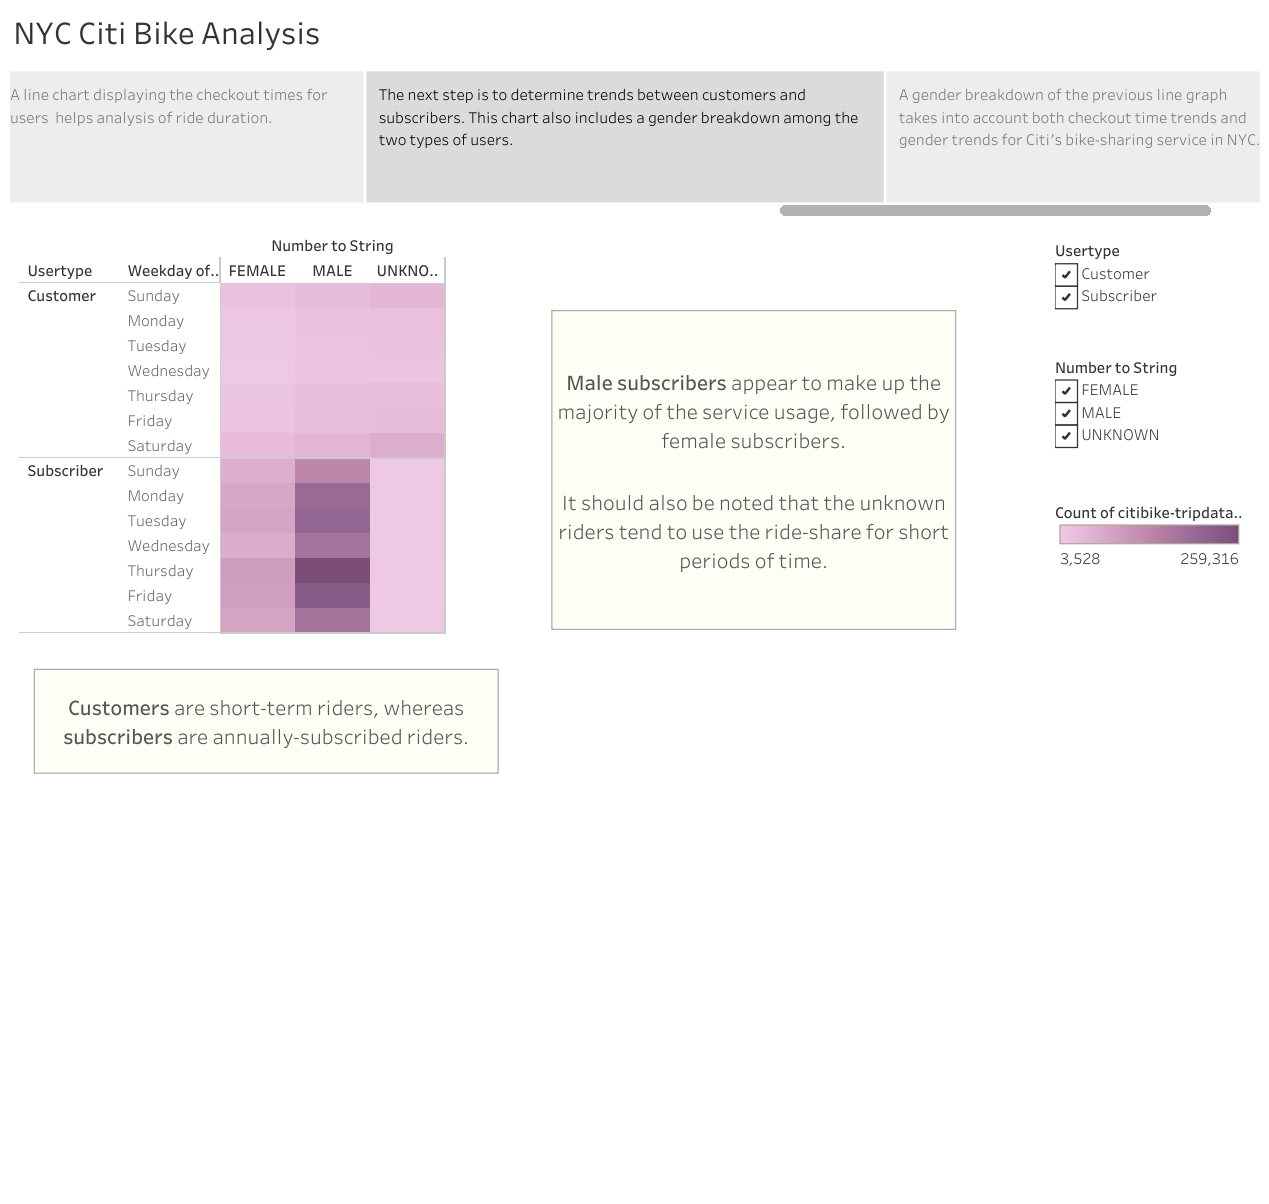 NYC Citi Bike Analysis
A line chart displaying the checkout times for
users  helps analysis of ride duration.
The next step is to determine trends between customers and
subscribers. This chart also includes a gender breakdown among the
two types of users.
A gender breakdown of the previous line graph
takes into account both checkout time trends and
gender trends for Citi's bike-sharing service in NYC.
Number to String
Usertype Weekday of.. FEMALE MALE UNKNO..
Customer Sunday
Monday
Tuesday
Wednesday
Thursday
Friday
Saturday
Subscriber Sunday
Monday
Tuesday
Wednesday
Thursday
Friday
Saturday
Male subscribers appear to make up the
majority of the service usage, followed by
female subscribers.
It should also be noted that the unknown
riders tend to use the ride-share for short
periods of time.
Usertype
Customer
Subscriber
Number to String
FEMALE
MALE
UNKNOWN
Count of citibike-tripdata..
3,528 259,316
Customers are short-term riders, whereas
subscribers are annually-subscribed riders.